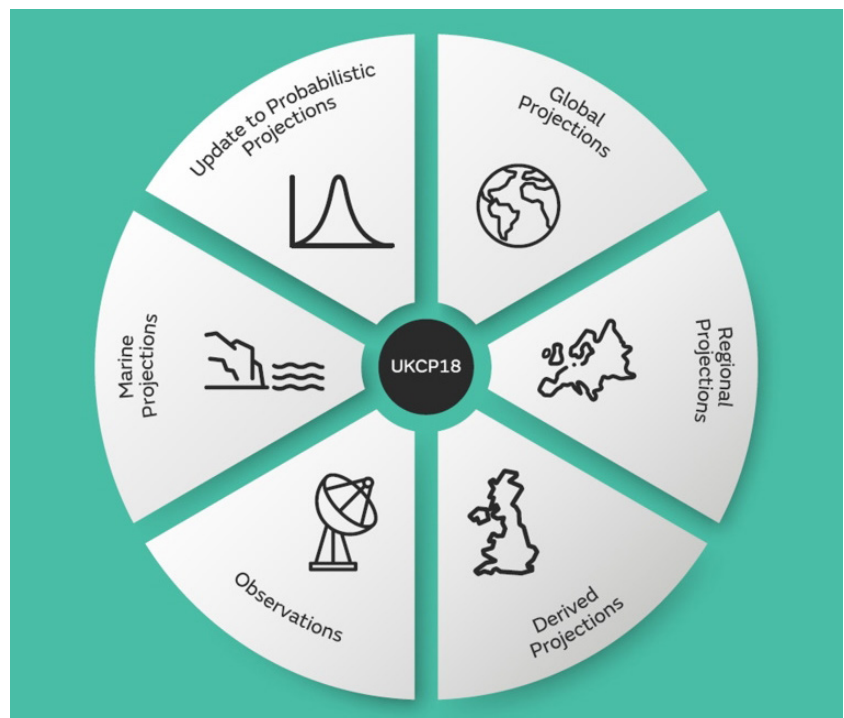 Update to Probabilistic
Projections
Global
Projections
Marine
Projections
UKCP18
Regional
Projections
Observations
Derived
Projections